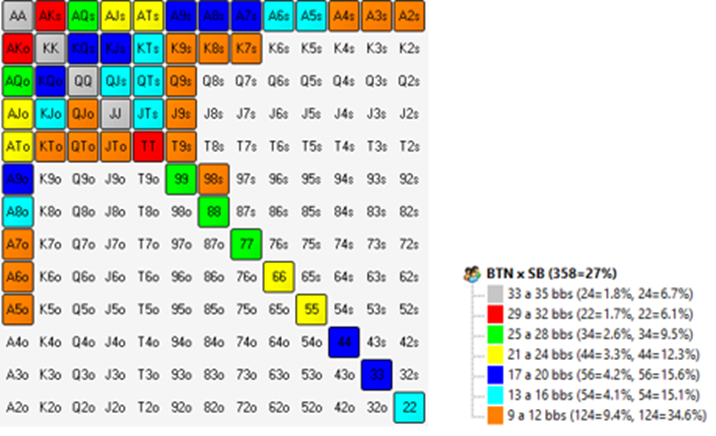 AA AKs AQs AJs ATs A9s A8s A7s A6s A5s A4s A3s A2s
AKo KK KQs KJs KTs K9s K8s K7s K6s K5s K4s K3s K2s
AQo KQo QQ QJs QTs Q9s Q8s Q7s Q6s Q5s Q4s Q3s Q2s
AJo KJo QJo JJ JTs J9s J8s J7s J6s J5s J4s J3s J2s
ATo KTo QTo JTo TT T9s T8s T7s T6s T5s T4s T3s T2s
A9o K9o Q9o J9o T9o 99 98s 97s 96s 95s 94s 93s 92s
A8o K8o Q8o J8o T8o 98o 88 87s 86s 85s 84s 83s 82s
A7o K7o Q7o J7o T7o 97o 87o 77 76s 75s 74s 73s 72s
A6o K6o Q6o J6o T6o 96o 86o 76o 66 65s 64s 63s 62s
A5o K5o Q5o J5o T5o 95o 85o 75o 65o 55 54s 53s 52s
A4o K4o Q4o J4o T4o 94o 84o 74o 64o 54o 44 43s 42s
A3o K3o Q3o J3o T3o 93o 83o 73o 63o 53o 43o 33 32s
A2o K2o Q2o J2o T2o 92o 82o 72o 62o 52o 42o 32o 22
BTN x SB (358=27%)
33 a 35 bbs (24=1.8%, 24=6.7%)
29 a 32 bbs (22=1.7%, 22=6.1%)
25 a 28 bbs (34=2.6%, 34=9.5%)
21 a 24 bbs (44=3.3%, 44=12.3%)
17 a 20 bbs (56=4.2%, 56=15.6%)
13 a 16 bbs (54=4.1%, 54=15.1%)
9 a 12 bbs (124=9.4%, 124=34.6%)